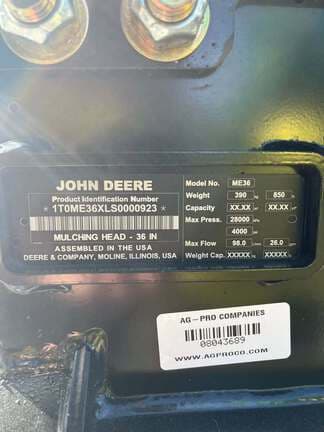 JOHN DEERE
Product Identification Number
* 1T0ME36XLS0000923 *
MULCHING HEAD - 36 IN
ASSEMBLED IN THE USA
DEERE & COMPANY, MOLINE, ILLINOIS, USA
Model No. ME36
Weight 390 kg 850 lb
Capacity XX.XX XX.XX
Max Press. 28000
4000
Max Flow 98.0 26.0
Weight Cap. XXXXX XXXXX
AG-PRO COMPANIES
08043689
WWW.AGPROCO.COM